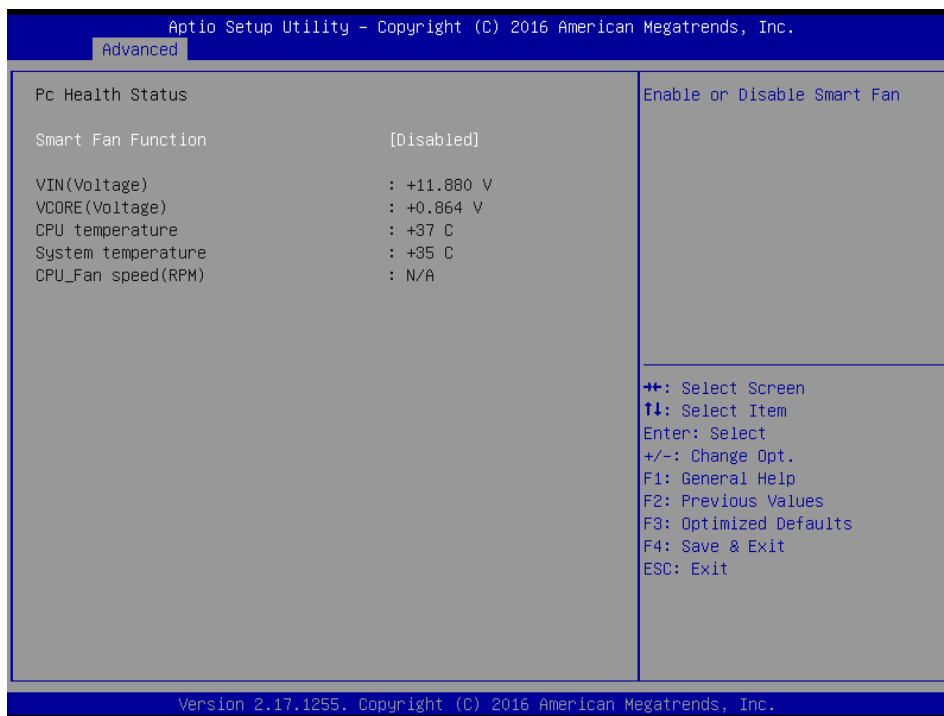 Aptio Setup Utility – Copyright (C) 2016 American Megatrends, Inc.
Advanced
Pc Health Status
Smart Fan Function [Disabled]
VIN(Voltage) : +11.880 V
VCORE(Voltage) : +0.864 V
CPU temperature : +37 C
System temperature : +35 C
CPU_Fan speed(RPM) : N/A
Enable or Disable Smart Fan
→←: Select Screen
↑↓: Select Item
Enter: Select
+/-: Change Opt.
F1: General Help
F2: Previous Values
F3: Optimized Defaults
F4: Save & Exit
ESC: Exit
Version 2.17.1255. Copyright (C) 2016 American Megatrends, Inc.